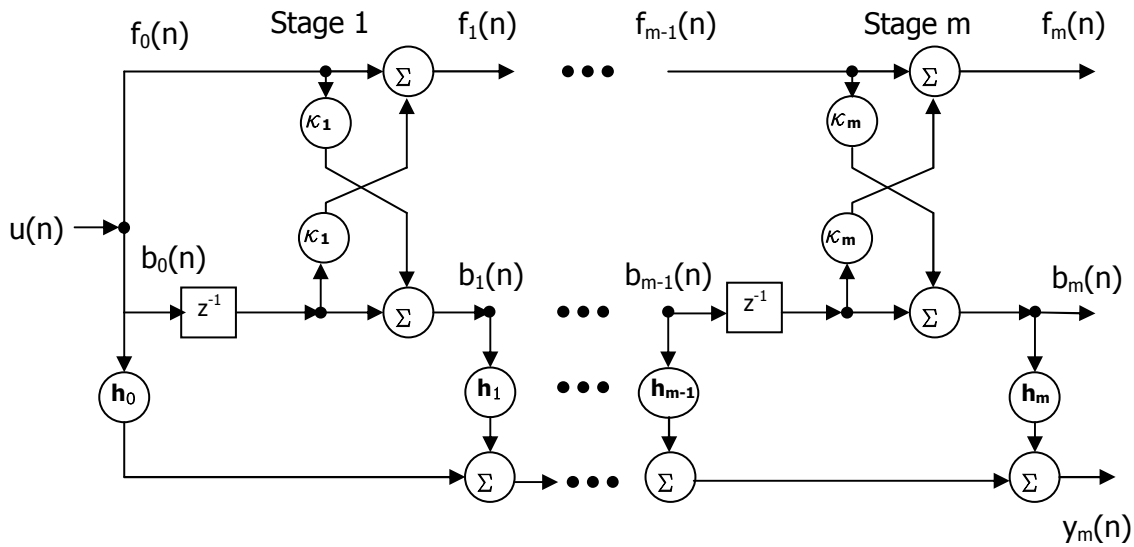 Stage 1
Stage m
f₀(n)
f₁(n)
fₘ₋₁(n)
fₘ(n)
Σ
Σ
κ₁
κₘ
κ₁
κₘ
u(n)
b₀(n)
b₁(n)
bₘ₋₁(n)
bₘ(n)
z⁻¹
Σ
z⁻¹
Σ
h₀
h₁
hₘ₋₁
hₘ
Σ
Σ
Σ
yₘ(n)